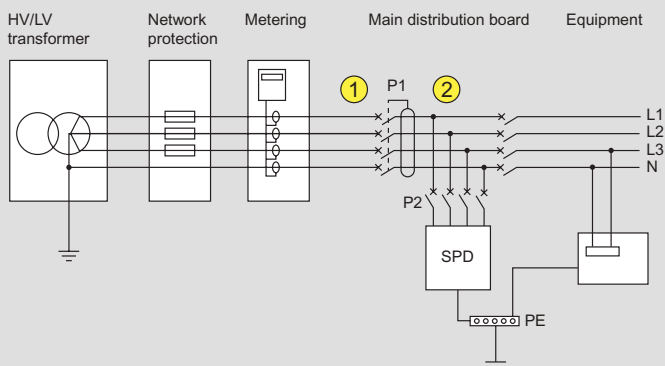 HV/LV
transformer
Network
protection
Metering
Main distribution board
Equipment
1
P1
2
L1
L2
L3
N
P2
SPD
PE